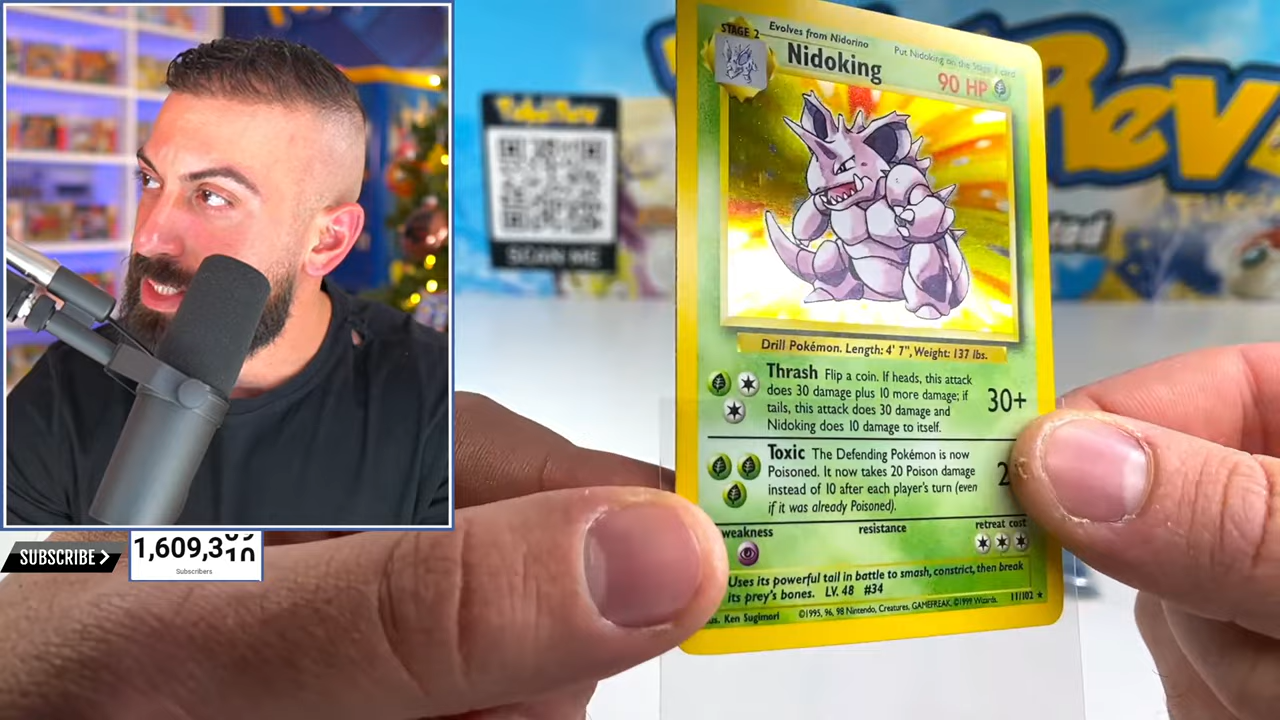 STAGE 2
Evolves from Nidorino
Put Nidoking on the Stage 1 card
Nidoking
90 HP
PokeRev
SCAN ME
Drill Pokémon. Length: 4' 7", Weight: 137 lbs.
Thrash Flip a coin. If heads, this attack
does 30 damage plus 10 more damage; if
tails, this attack does 30 damage and
Nidoking does 10 damage to itself.
30+
Toxic The Defending Pokémon is now
Poisoned. It now takes 20 Poison damage
instead of 10 after each player's turn (even
if it was already Poisoned).
2
weakness
resistance
retreat cost
Uses its powerful tail in battle to smash, constrict, then break
its prey's bones. LV. 48 #34
Ken Sugimori
©1995, 96, 98 Nintendo, Creatures, GAMEFREAK. ©1999 Wizards.
11/102
SUBSCRIBE
1,609,310
Subscribers